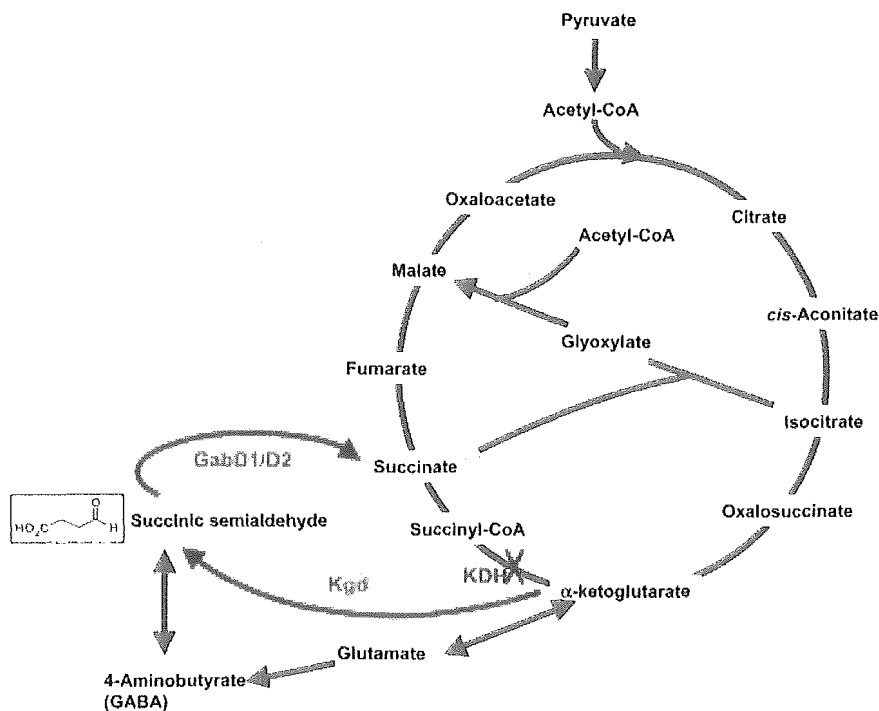 Pyruvate
Acetyl-CoA
Oxaloacetate
Citrate
Acetyl-CoA
Malate
cis-Aconitate
Glyoxylate
Fumarate
Isocitrate
GabD1/D2
Succinate
Oxalosuccinate
HO₂C O H
Succinic semialdehyde
Succinyl-CoA
KDH X
Kgd
α-ketoglutarate
Glutamate
4-Aminobutyrate
(GABA)